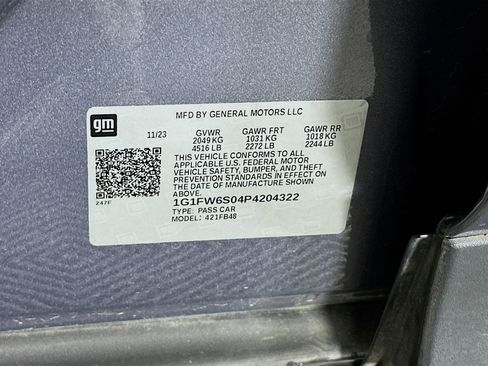 gm
MFD BY GENERAL MOTORS LLC
11/23 GVWR GAWR FRT GAWR RR
2049 KG 1031 KG 1018 KG
4516 LB 2272 LB 2244 LB
THIS VEHICLE CONFORMS TO ALL
APPLICABLE U.S. FEDERAL MOTOR
VEHICLE SAFETY, BUMPER, AND THEFT
PREVENTION STANDARDS IN EFFECT
ON THE DATE OF MANUFACTURE SHOWN
ABOVE.
247F
1G1FW6S04P4204322
TYPE: PASS CAR
MODEL: 421FB48